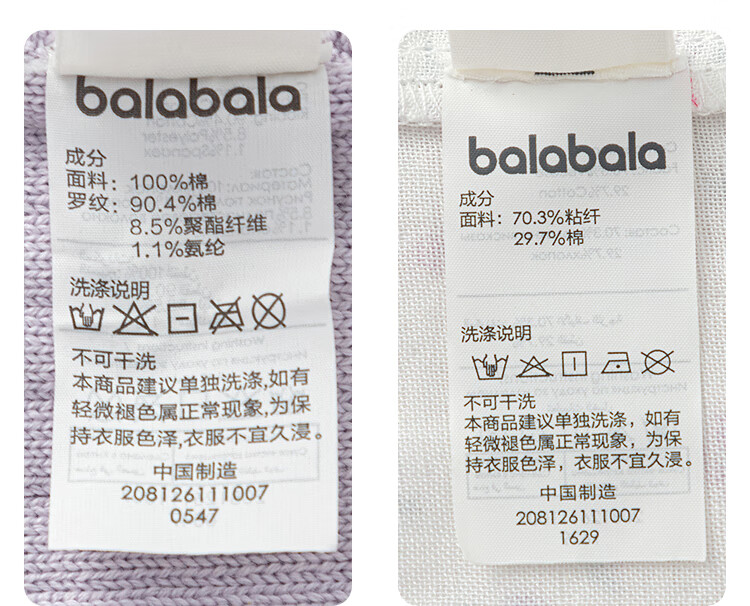 balabala
成分
面料：100%棉
罗纹：90.4%棉
8.5%聚酯纤维
1.1%氨纶
洗涤说明
不可干洗
本商品建议单独洗涤,如有
轻微褪色属正常现象,为保
持衣服色泽,衣服不宜久浸。
中国制造
208126111007
0547
balabala
成分
面料：70.3%粘纤
29.7%棉
洗涤说明
不可干洗
本商品建议单独洗涤，如有
轻微褪色属正常现象，为保
持衣服色泽，衣服不宜久浸。
中国制造
208126111007
1629